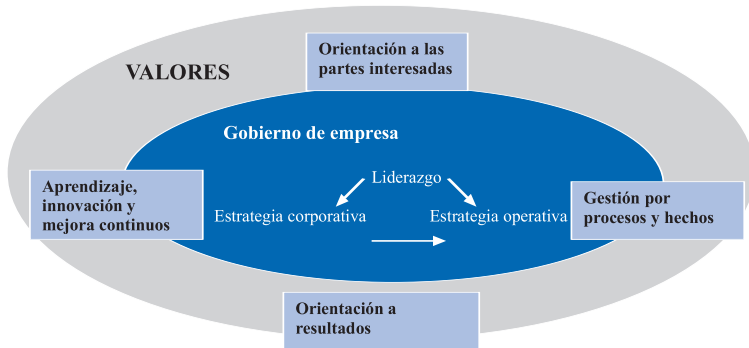 Orientación a las
partes interesadas
VALORES
Gobierno de empresa
Liderazgo
Aprendizaje,
innovación y
mejora continuos
Estrategia corporativa
Estrategia operativa
Gestión por
procesos y hechos
Orientación a
resultados